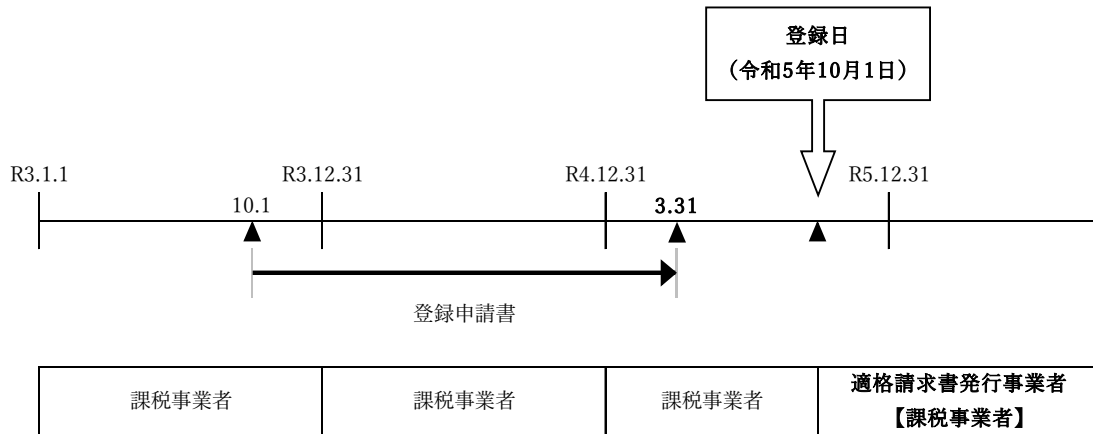 登録日
（令和5年10月1日）
R3.1.1
R3.12.31
R4.12.31
R5.12.31
10.1
3.31
登録申請書
課税事業者
課税事業者
課税事業者
適格請求書発行事業者
【課税事業者】